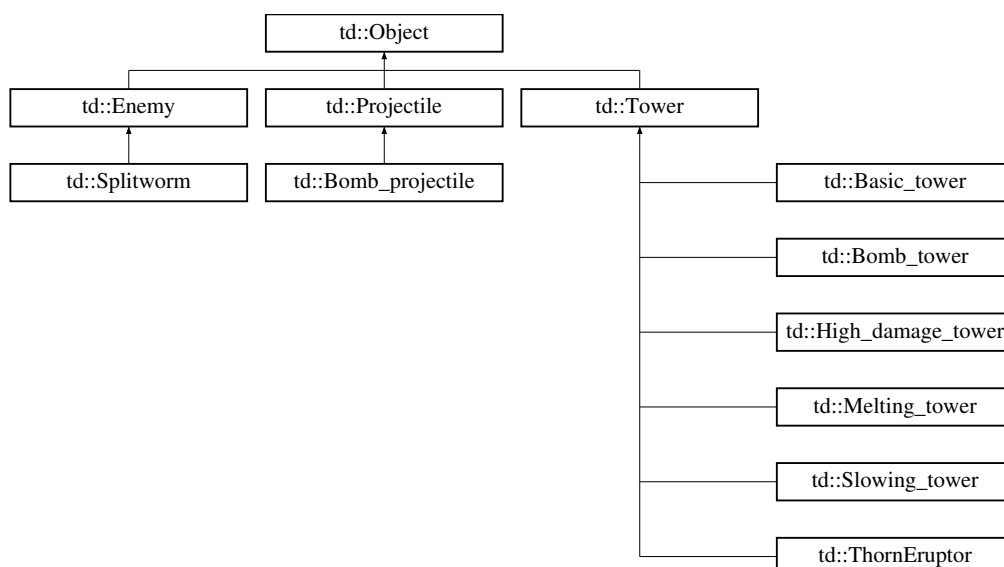 td::Object
td::Enemy
td::Projectile
td::Tower
td::Splitworm
td::Bomb_projectile
td::Basic_tower
td::Bomb_tower
td::High_damage_tower
td::Melting_tower
td::Slowing_tower
td::ThornEruptor